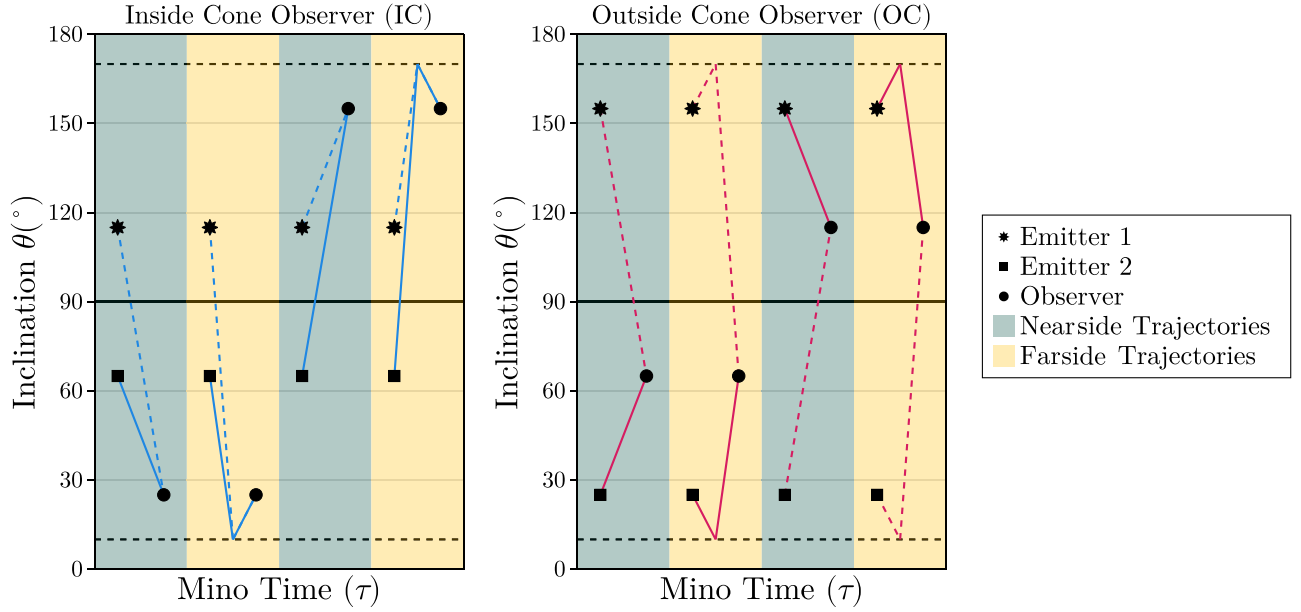 Inside Cone Observer (IC)
Outside Cone Observer (OC)
180
150
120
90
60
30
0
Inclination θ(°)
Mino Time (τ)
180
150
120
90
60
30
0
Inclination θ(°)
Mino Time (τ)
Emitter 1
Emitter 2
Observer
Nearside Trajectories
Farside Trajectories